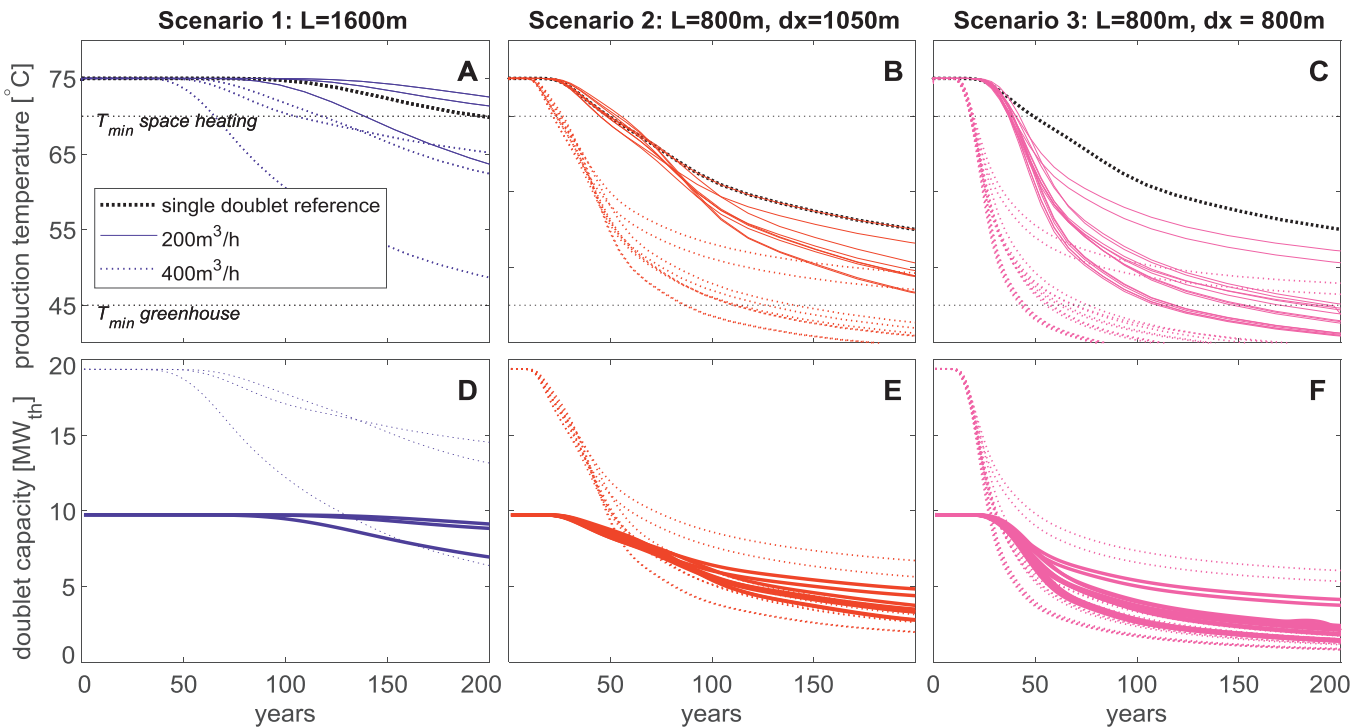 Scenario 1: L=1600m
Scenario 2: L=800m, dx=1050m
Scenario 3: L=800m, dx = 800m
production temperature [°C]
75
65
55
45
A
T_min space heating
single doublet reference
200m³/h
400m³/h
T_min greenhouse
B
C
doublet capacity [MW_th]
20
15
10
5
0
D
E
F
0 50 100 150 200
50 100 150
0 50 100 150 200
years
years
years